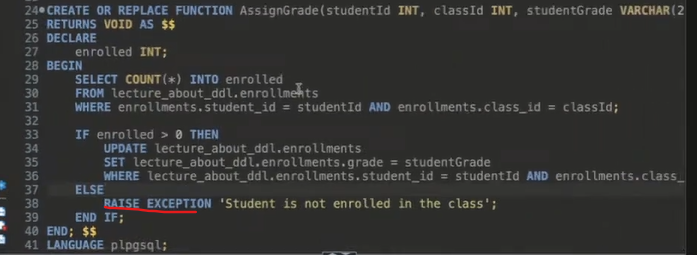 24 CREATE OR REPLACE FUNCTION AssignGrade(studentId INT, classId INT, studentGrade VARCHAR(2
25 RETURNS VOID AS $$
26 DECLARE
27 enrolled INT;
28 BEGIN
29 SELECT COUNT(*) INTO enrolled
30 FROM lecture_about_ddl.enrollments
31 WHERE enrollments.student_id = studentId AND enrollments.class_id = classId;
32
33 IF enrolled > 0 THEN
34 UPDATE lecture_about_ddl.enrollments
35 SET lecture_about_ddl.enrollments.grade = studentGrade
36 WHERE lecture_about_ddl.enrollments.student_id = studentId AND enrollments.class_
37 ELSE
38 RAISE EXCEPTION 'Student is not enrolled in the class';
39 END IF;
40 END; $$
41 LANGUAGE plpgsql;